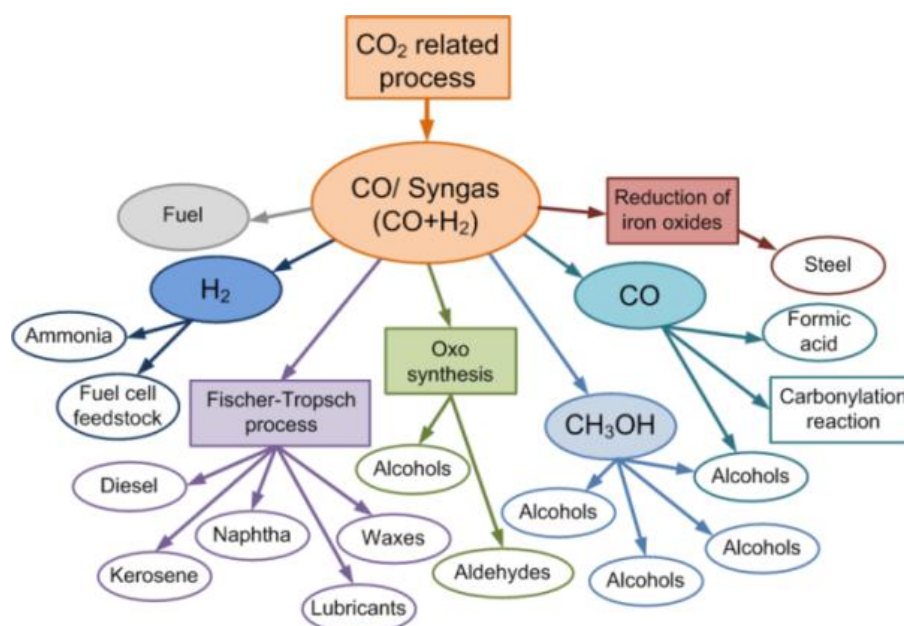 CO₂ related
process
CO/ Syngas
(CO+H₂)
Fuel
Reduction of
iron oxides
Steel
H₂
CO
Ammonia
Fuel cell
feedstock
Formic
acid
Oxo
synthesis
Carbonylation
reaction
Fischer-Tropsch
process
CH₃OH
Alcohols
Alcohols
Diesel
Alcohols
Naphtha
Waxes
Alcohols
Kerosene
Aldehydes
Alcohols
Lubricants